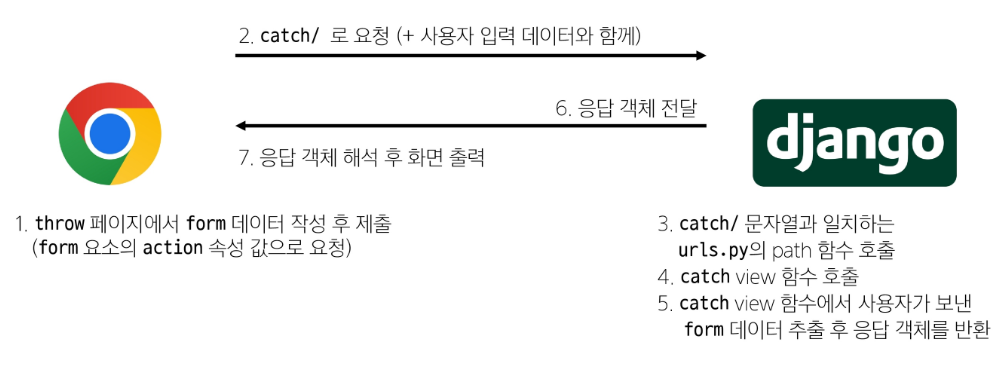 2. catch/ 로 요청 (+ 사용자 입력 데이터와 함께)
6. 응답 객체 전달
django
7. 응답 객체 해석 후 화면 출력
1. throw 페이지에서 form 데이터 작성 후 제출
(form 요소의 action 속성 값으로 요청)
3. catch/ 문자열과 일치하는
urls.py의 path 함수 호출
4. catch view 함수 호출
5. catch view 함수에서 사용자가 보낸
form 데이터 추출 후 응답 객체를 반환